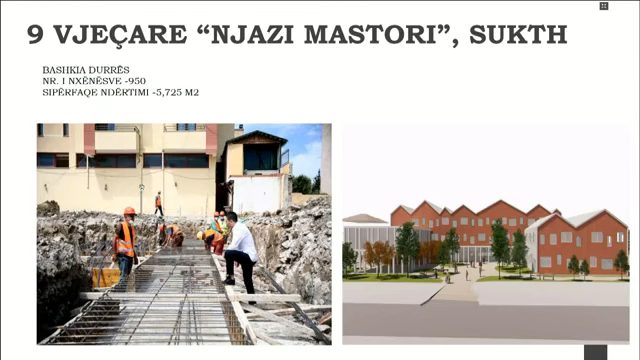 9 VJEÇARE “NJAZI MASTORI”, SUKTH
BASHKIA DURRËS
NR. I NXËNËSVE -950
SIPËRFAQE NDËRTIMI -5,725 M2